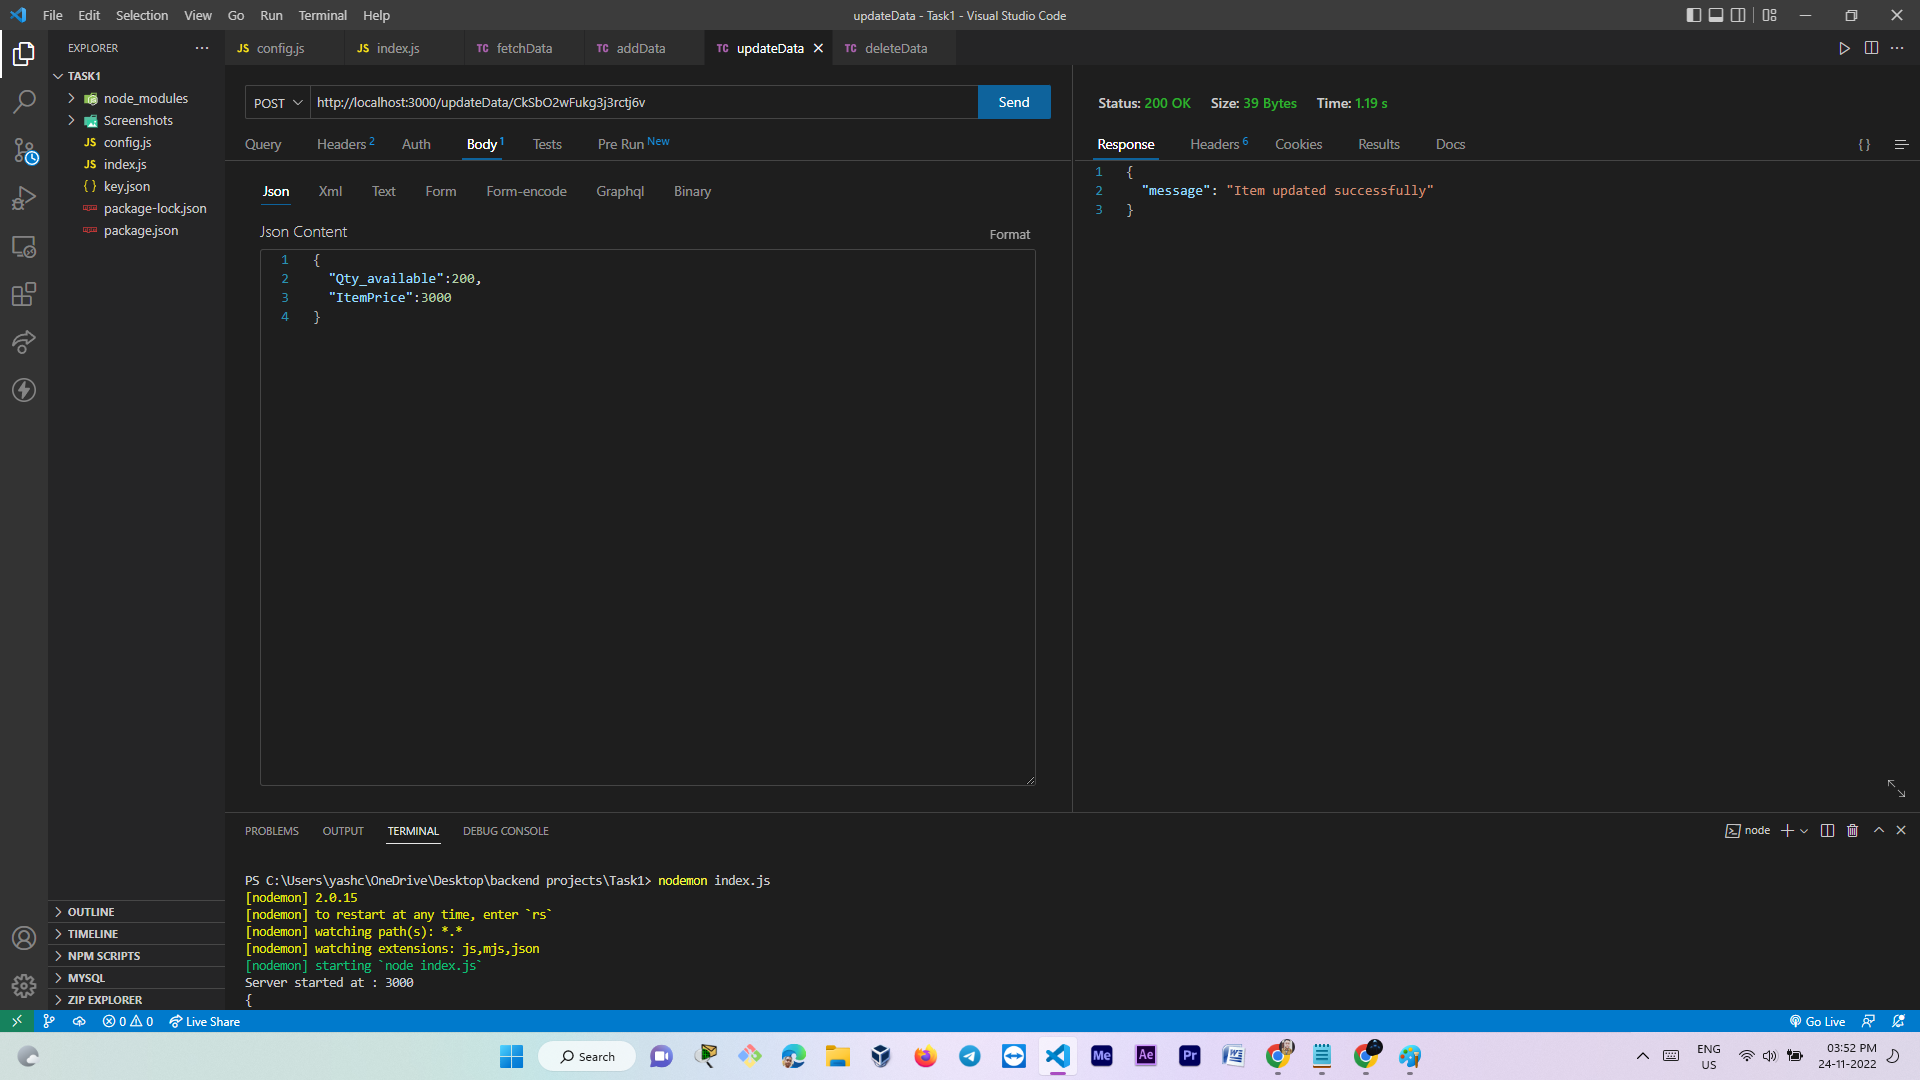 File Edit Selection View Go Run Terminal Help
updateData - Task1 - Visual Studio Code
EXPLORER
TASK1
node_modules
Screenshots
JS config.js
JS index.js
{ } key.json
package-lock.json
package.json
OUTLINE
TIMELINE
NPM SCRIPTS
MYSQL
ZIP EXPLORER
JS config.js
JS index.js
TC fetchData
TC addData
TC updateData
TC deleteData
POST http://localhost:3000/updateData/CkSbO2wFukg3j3rctj6v Send
Query Headers 2 Auth Body 1 Tests Pre Run New
Json Xml Text Form Form-encode Graphql Binary
Json Content
Format
1 {
2 "Qty_available":200,
3 "ItemPrice":3000
4 }
Status: 200 OK Size: 39 Bytes Time: 1.19 s
Response Headers 6 Cookies Results Docs { }
1 {
2 "message": "Item updated successfully"
3 }
PROBLEMS OUTPUT TERMINAL DEBUG CONSOLE
node
PS C:\Users\yashc\OneDrive\Desktop\backend projects\Task1> nodemon index.js
[nodemon] 2.0.15
[nodemon] to restart at any time, enter `rs`
[nodemon] watching path(s): *.*
[nodemon] watching extensions: js,mjs,json
[nodemon] starting `node index.js`
Server started at : 3000
{
0 0 Live Share
Go Live
Search
Me Ae Pr
ENG
US
03:52 PM
24-11-2022